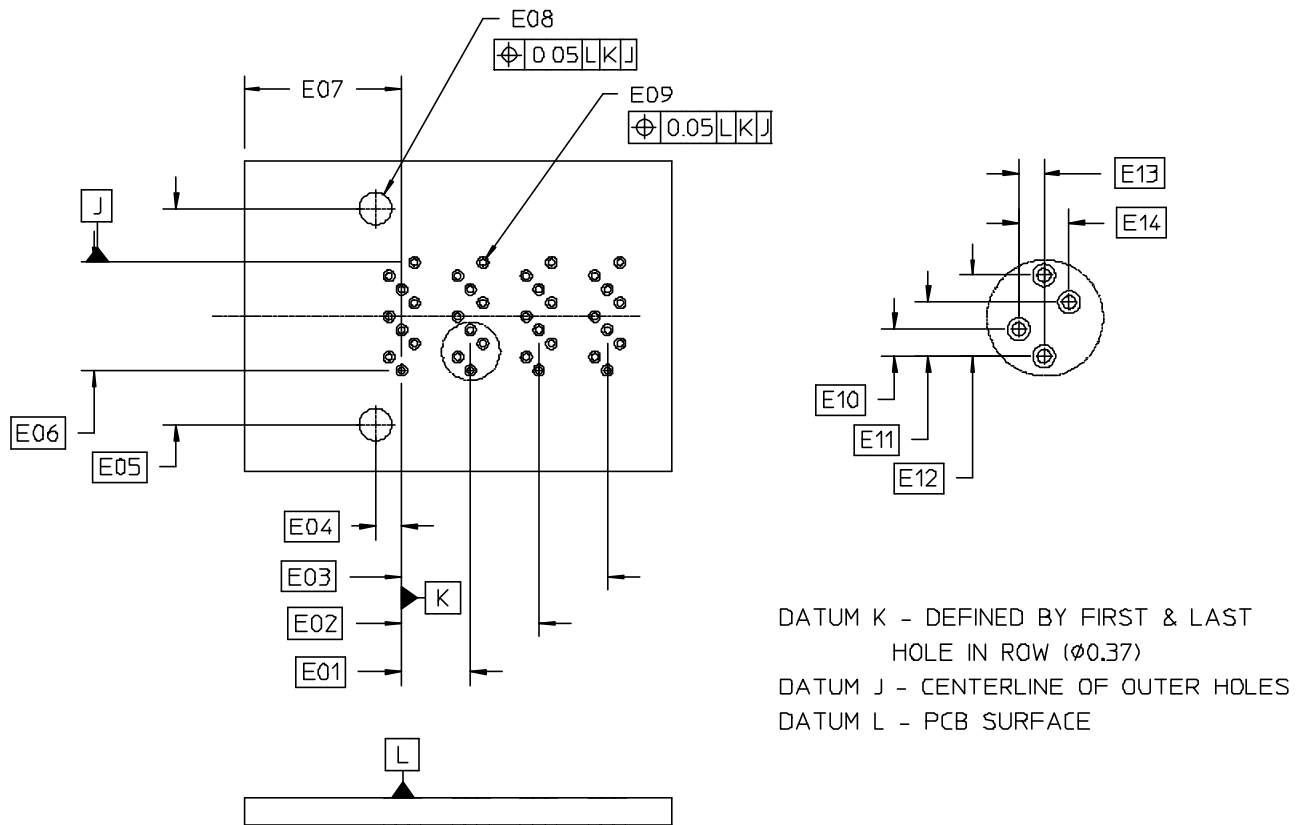 E08
⌖ 0.05 L K J
E07
E09
⌖ 0.05 L K J
J
E13
E14
E10
E11
E12
E06
E05
E04
E03
K
E02
E01
DATUM K - DEFINED BY FIRST & LAST
HOLE IN ROW (Ø0.37)
DATUM J - CENTERLINE OF OUTER HOLES
DATUM L - PCB SURFACE
L